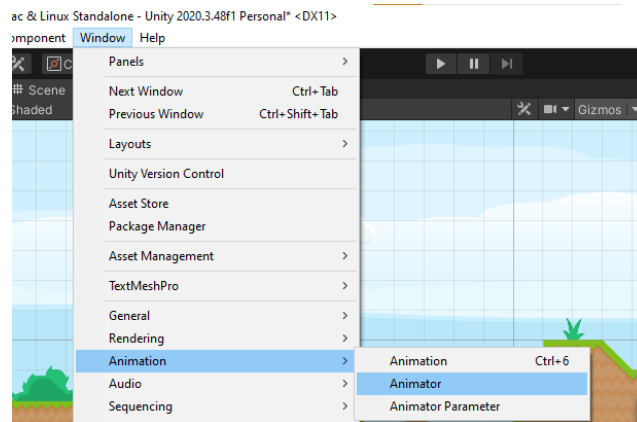 ac & Linux Standalone - Unity 2020.3.48f1 Personal* <DX11>
omponent Window Help
Panels >
# Scene
Next Window Ctrl+Tab
haded
Previous Window Ctrl+Shift+Tab
Gizmos
Layouts >
Unity Version Control
Asset Store
Package Manager
Asset Management >
TextMeshPro >
General >
Rendering >
Animation >
Animation Ctrl+6
Audio >
Animator
Sequencing >
Animator Parameter